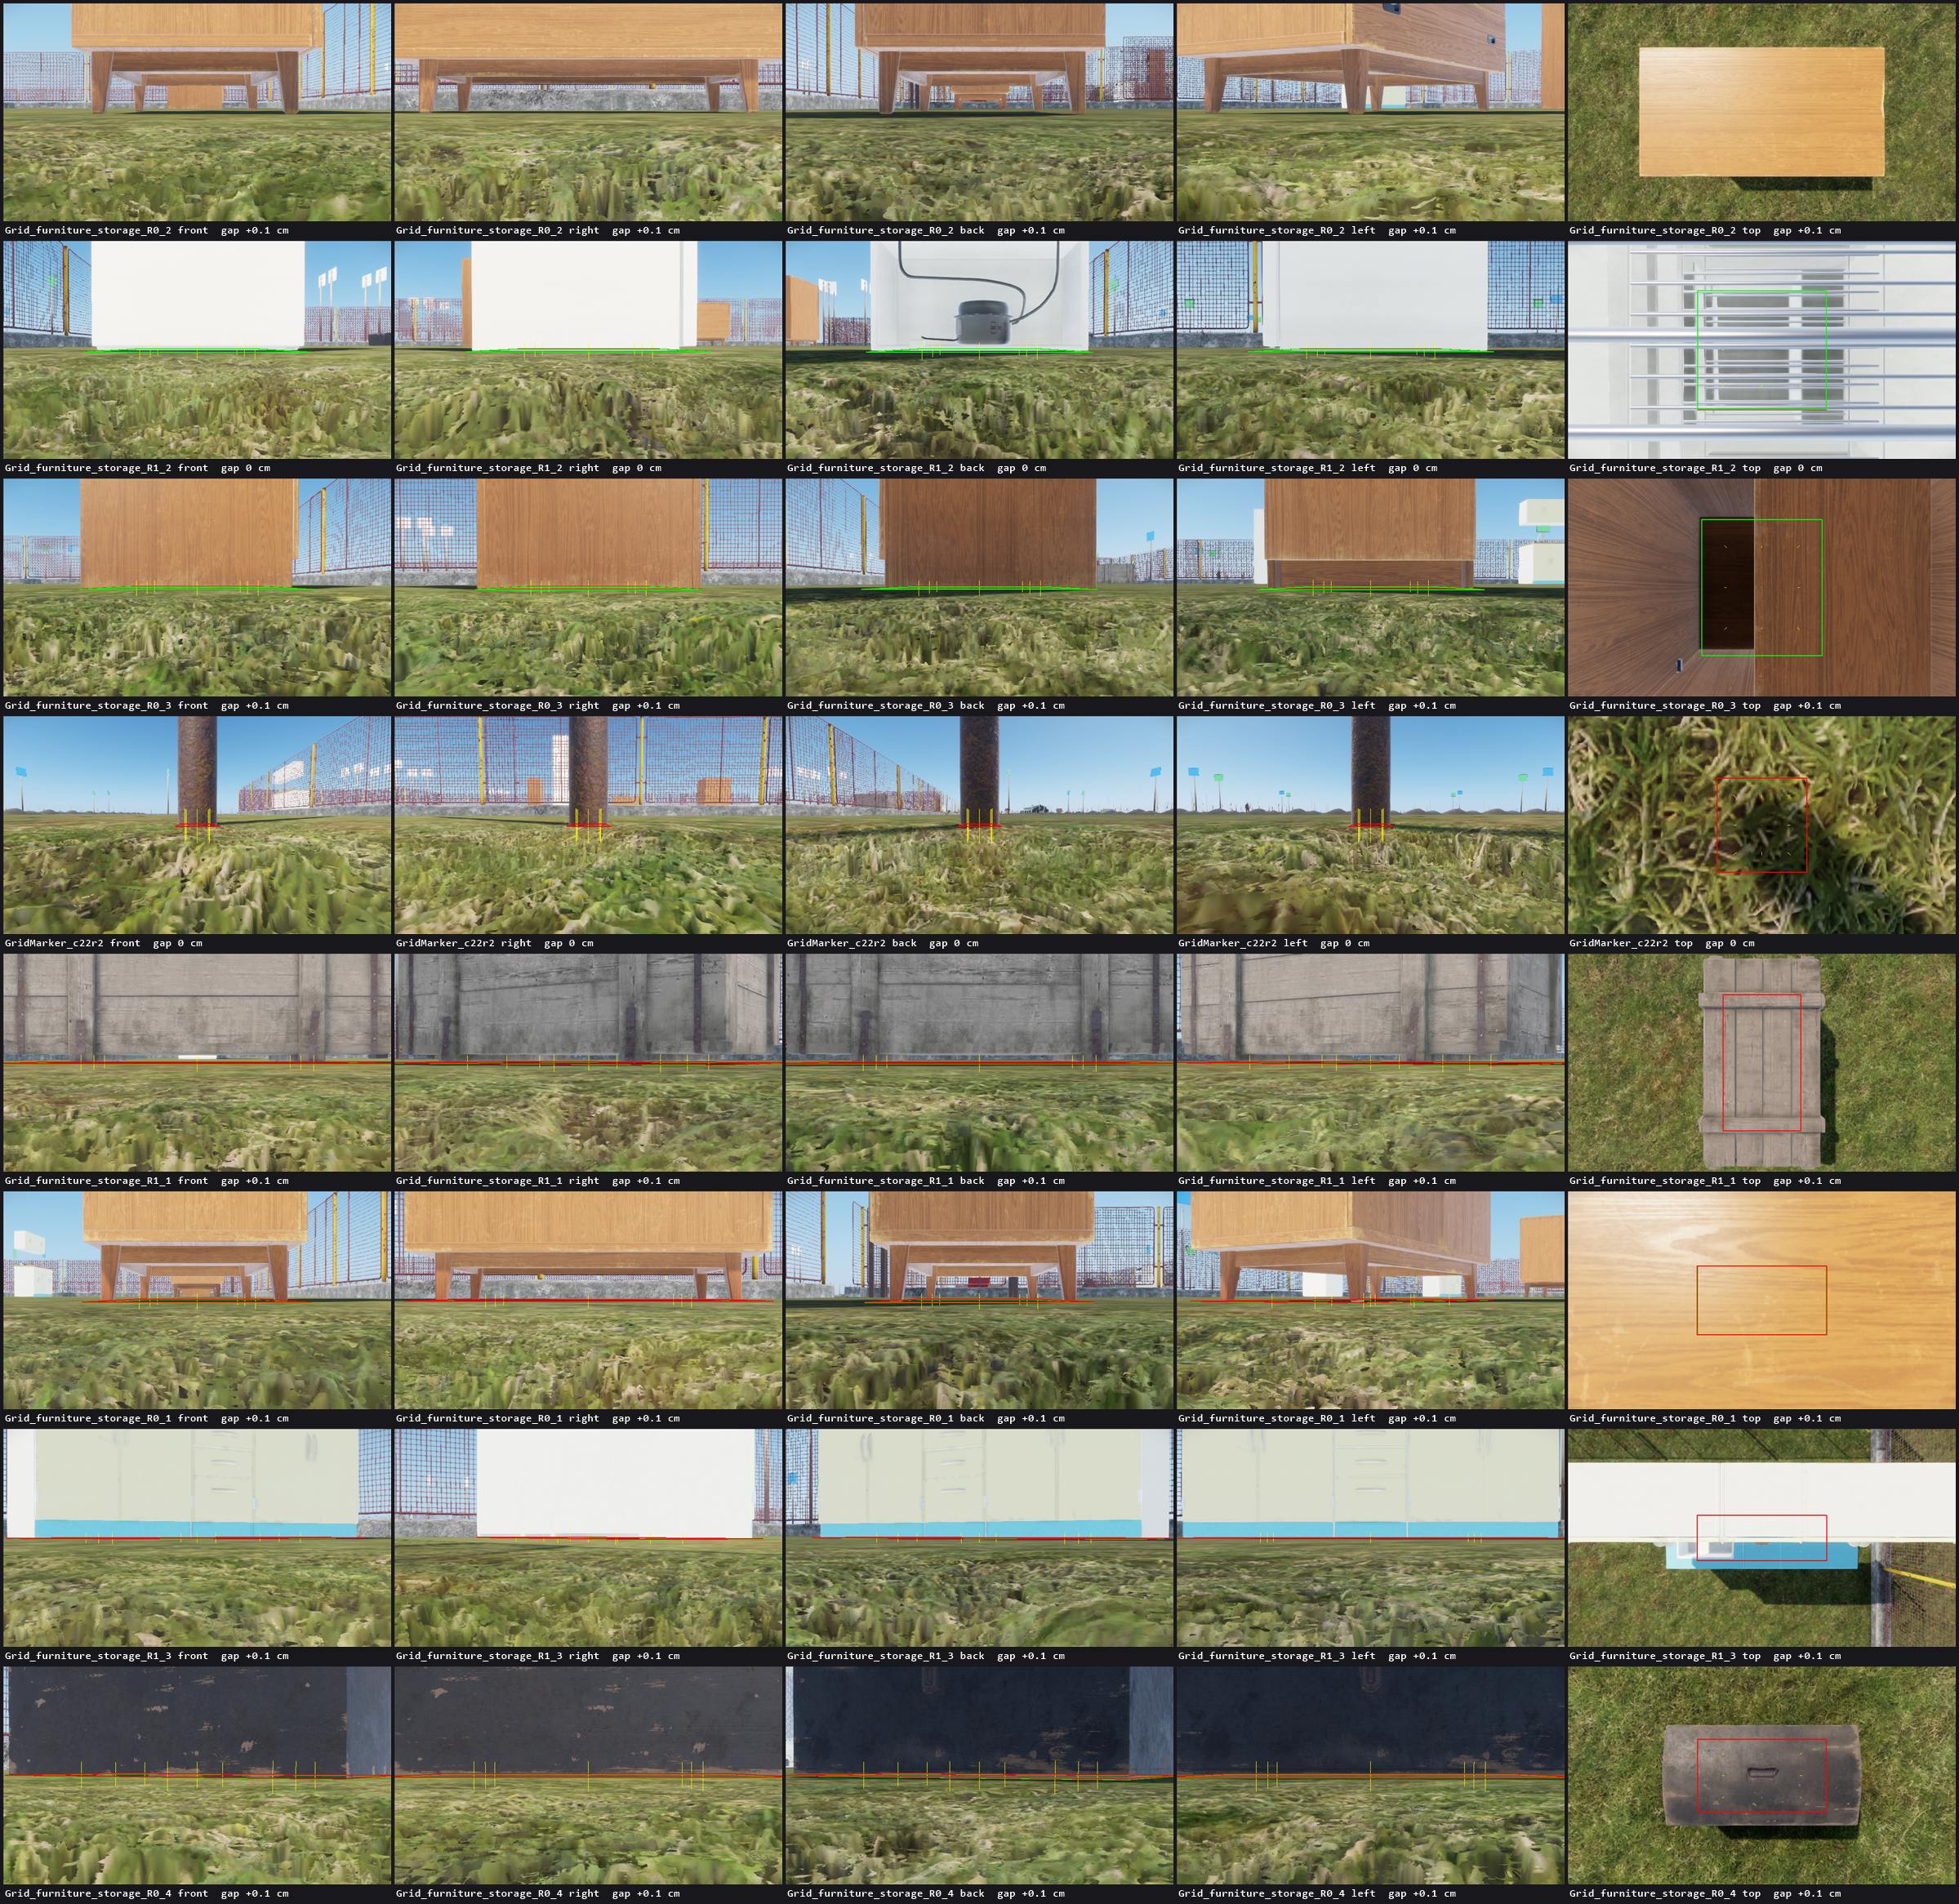 Grid_furniture_storage_R0_2 front gap +0.1 cm
Grid_furniture_storage_R0_2 right gap +0.1 cm
Grid_furniture_storage_R0_2 back gap +0.1 cm
Grid_furniture_storage_R0_2 left gap +0.1 cm
Grid_furniture_storage_R0_2 top gap +0.1 cm
Grid_furniture_storage_R1_2 front gap 0 cm
Grid_furniture_storage_R1_2 right gap 0 cm
Grid_furniture_storage_R1_2 back gap 0 cm
Grid_furniture_storage_R1_2 left gap 0 cm
Grid_furniture_storage_R1_2 top gap 0 cm
Grid_furniture_storage_R0_3 front gap +0.1 cm
Grid_furniture_storage_R0_3 right gap +0.1 cm
Grid_furniture_storage_R0_3 back gap +0.1 cm
Grid_furniture_storage_R0_3 left gap +0.1 cm
Grid_furniture_storage_R0_3 top gap +0.1 cm
GridMarker_c22r2 front gap 0 cm
GridMarker_c22r2 right gap 0 cm
GridMarker_c22r2 back gap 0 cm
GridMarker_c22r2 left gap 0 cm
GridMarker_c22r2 top gap 0 cm
Grid_furniture_storage_R1_1 front gap +0.1 cm
Grid_furniture_storage_R1_1 right gap +0.1 cm
Grid_furniture_storage_R1_1 back gap +0.1 cm
Grid_furniture_storage_R1_1 left gap +0.1 cm
Grid_furniture_storage_R1_1 top gap +0.1 cm
Grid_furniture_storage_R0_1 front gap +0.1 cm
Grid_furniture_storage_R0_1 right gap +0.1 cm
Grid_furniture_storage_R0_1 back gap +0.1 cm
Grid_furniture_storage_R0_1 left gap +0.1 cm
Grid_furniture_storage_R0_1 top gap +0.1 cm
Grid_furniture_storage_R1_3 front gap +0.1 cm
Grid_furniture_storage_R1_3 right gap +0.1 cm
Grid_furniture_storage_R1_3 back gap +0.1 cm
Grid_furniture_storage_R1_3 left gap +0.1 cm
Grid_furniture_storage_R1_3 top gap +0.1 cm
Grid_furniture_storage_R0_4 front gap +0.1 cm
Grid_furniture_storage_R0_4 right gap +0.1 cm
Grid_furniture_storage_R0_4 back gap +0.1 cm
Grid_furniture_storage_R0_4 left gap +0.1 cm
Grid_furniture_storage_R0_4 top gap +0.1 cm